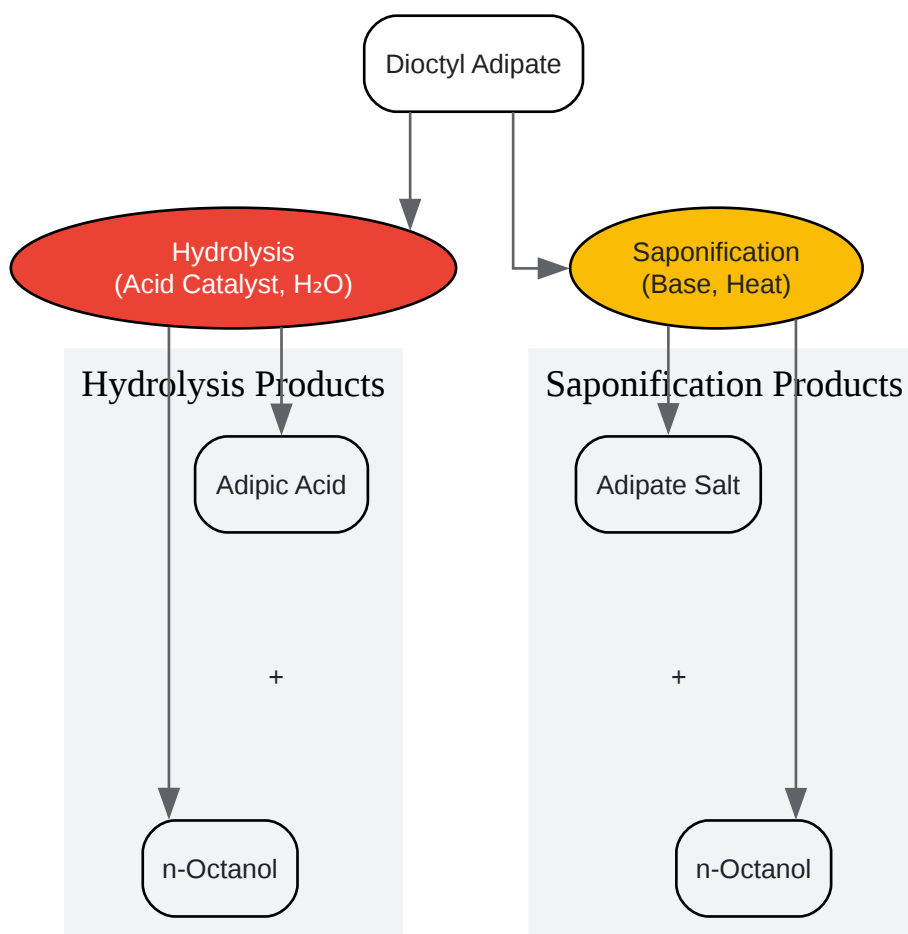 Dioctyl Adipate
Hydrolysis
(Acid Catalyst, H₂O)
Saponification
(Base, Heat)
Hydrolysis Products
Saponification Products
Adipic Acid
Adipate Salt
+
+
n-Octanol
n-Octanol